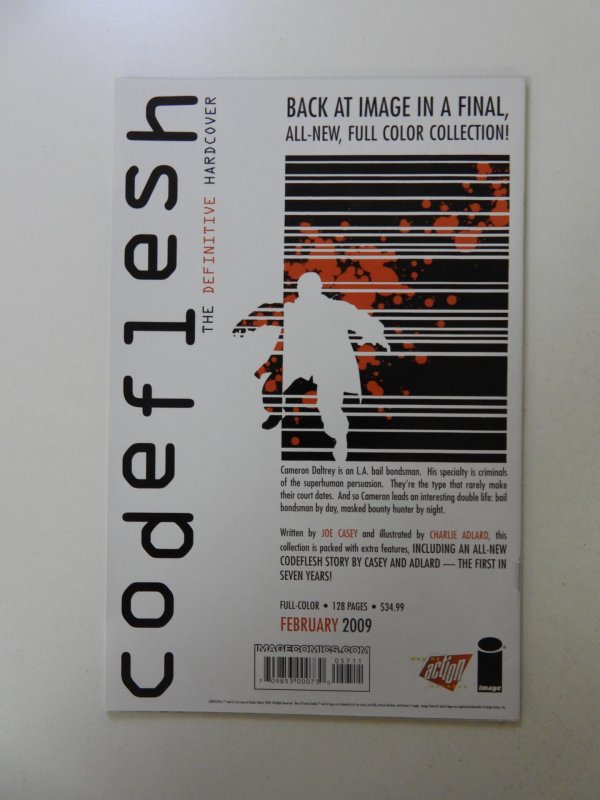 codeflesh
THE DEFINITIVE HARDCOVER
BACK AT IMAGE IN A FINAL,
ALL-NEW, FULL COLOR COLLECTION!
Cameron Daltrey is an L.A. bail bondsman. His specialty is criminals
of the superhuman persuasion. They're the type that rarely make
their court dates. And so Cameron leads an interesting double life: bail
bondsman by day, masked bounty hunter by night.
Written by JOE CASEY and illustrated by CHARLIE ADLARD, this
collection is packed with extra features, INCLUDING AN ALL-NEW
CODEFLESH STORY BY CASEY AND ADLARD — THE FIRST IN
SEVEN YEARS!
FULL-COLOR • 128 PAGES • $34.99
FEBRUARY 2009
IMAGECOMICS.COM
05711
7 09853 00073 0
action
image